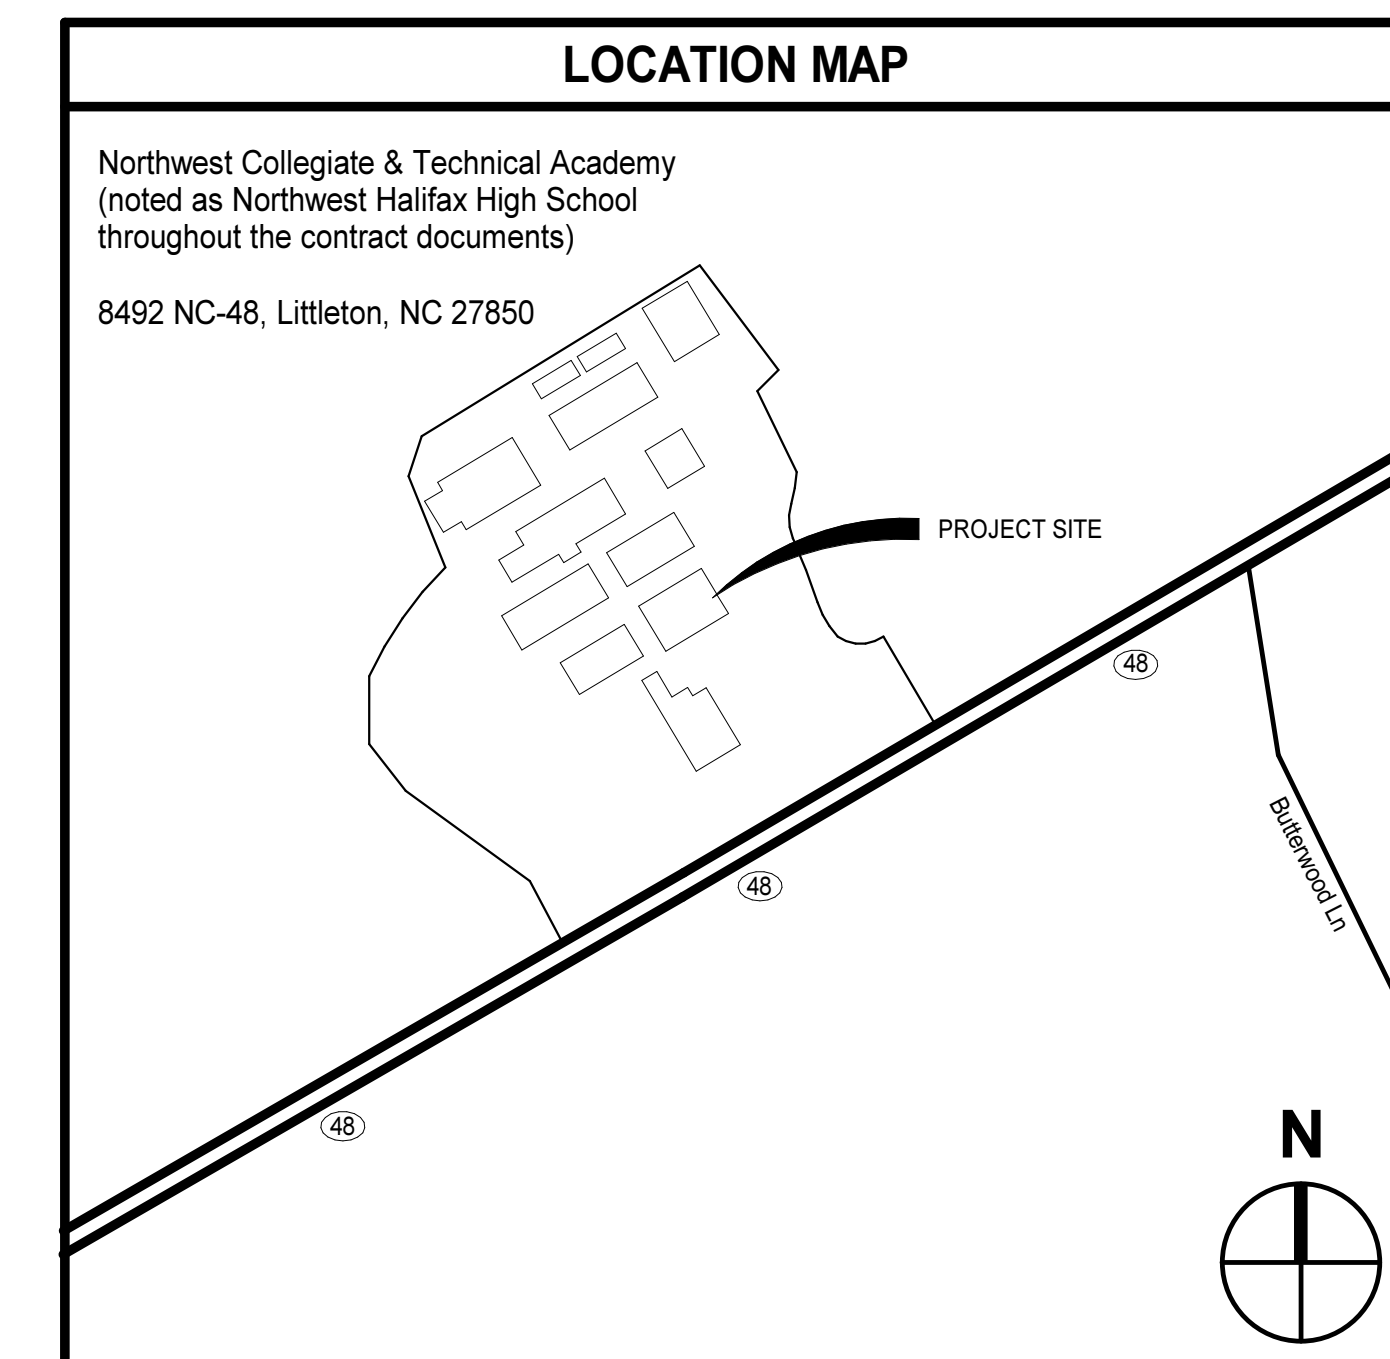 LOCATION MAP
Northwest Collegiate & Technical Academy
(noted as Northwest Halifax High School
throughout the contract documents)
8492 NC-48, Littleton, NC 27850
PROJECT SITE
48
48
Butterwood Ln
48
N